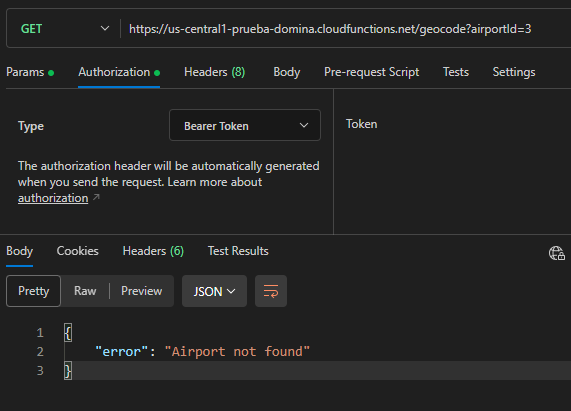 GET https://us-central1-prueba-domina.cloudfunctions.net/geocode?airportId=3
Params Authorization Headers (8) Body Pre-request Script Tests Settings
Type Bearer Token Token
The authorization header will be automatically generated
when you send the request. Learn more about
authorization ↗
Body Cookies Headers (6) Test Results
Pretty Raw Preview JSON
1 {
2 "error": "Airport not found"
3 }